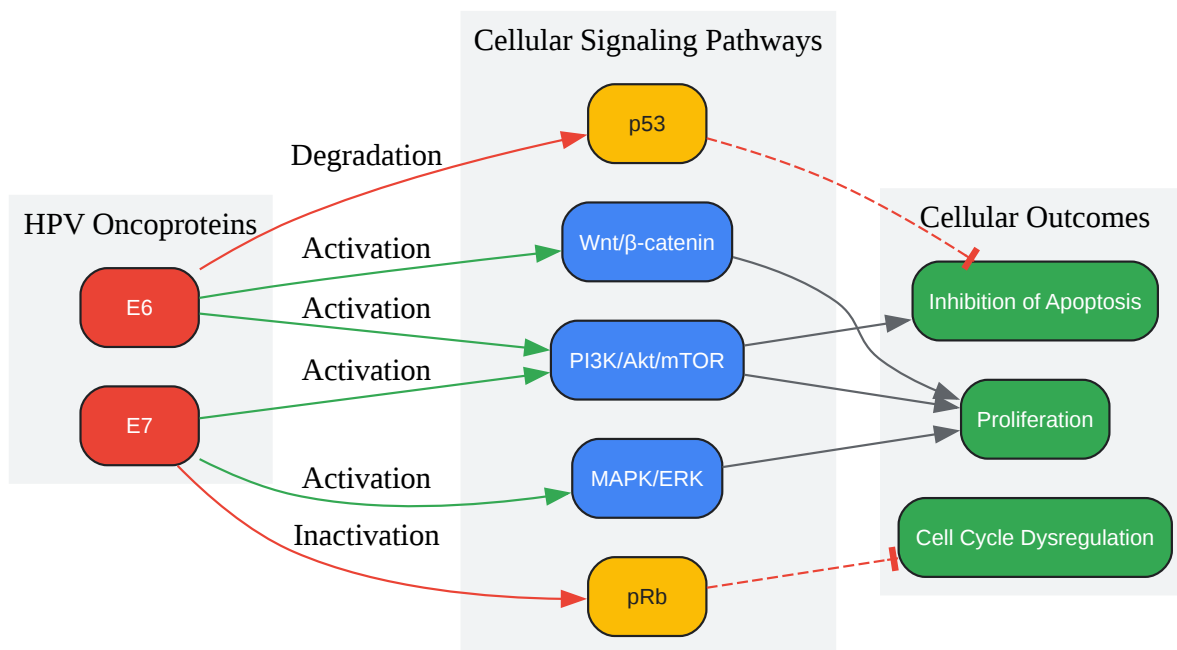 Cellular Signaling Pathways
p53
Degradation
HPV Oncoproteins
Cellular Outcomes
Activation
Wnt/β-catenin
E6
Activation
Inhibition of Apoptosis
Activation
PI3K/Akt/mTOR
E7
Proliferation
Activation
MAPK/ERK
Inactivation
Cell Cycle Dysregulation
pRb